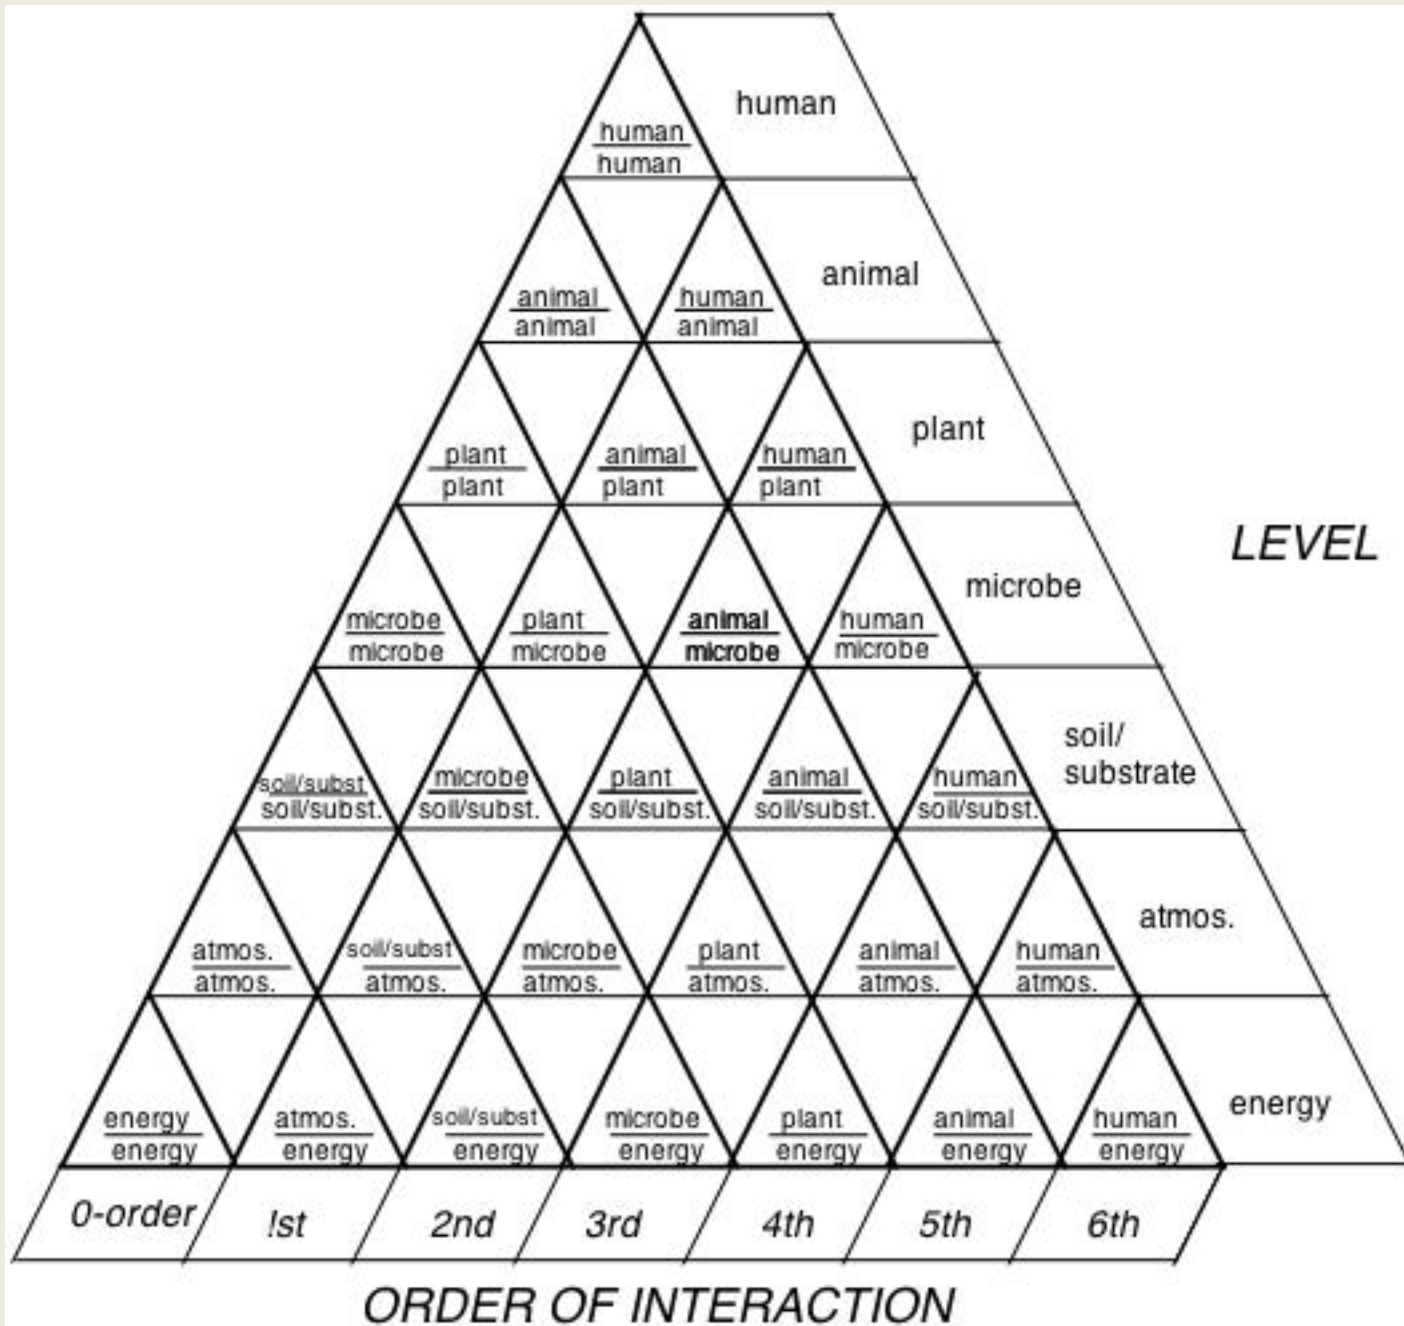 human
human
human
animal
animal
human
animal
animal
plant
plant
animal
plant
human
plant
plant
LEVEL
microbe
microbe
plant
microbe
animal
microbe
human
microbe
microbe
soil/subst
soil/subst.
microbe
soil/subst.
plant
soil/subst.
animal
soil/subst.
human
soil/subst.
soil/
substrate
atmos.
atmos.
soil/subst
atmos.
microbe
atmos.
plant
atmos.
animal
atmos.
human
atmos.
atmos.
energy
energy
atmos.
energy
soil/subst
energy
microbe
energy
plant
energy
animal
energy
human
energy
energy
0-order
!st
2nd
3rd
4th
5th
6th
ORDER OF INTERACTION